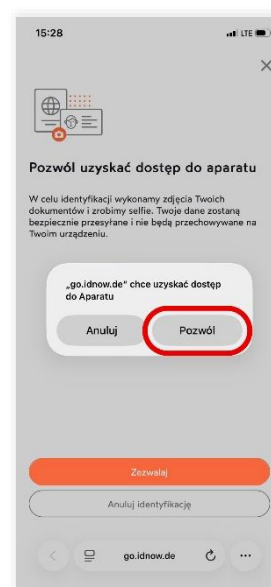 15:28 LTE
Pozwól uzyskać dostęp do aparatu
W celu identyfikacji wykonamy zdjęcia Twoich
dokumentów i zrobimy selfie. Twoje dane zostaną
bezpiecznie przesyłane i nie będą przechowywane na
Twoim urządzeniu.
„go.idnow.de” chce uzyskać dostęp
do Aparatu
Anuluj Pozwól
Zezwalaj
Anuluj identyfikację
go.idnow.de